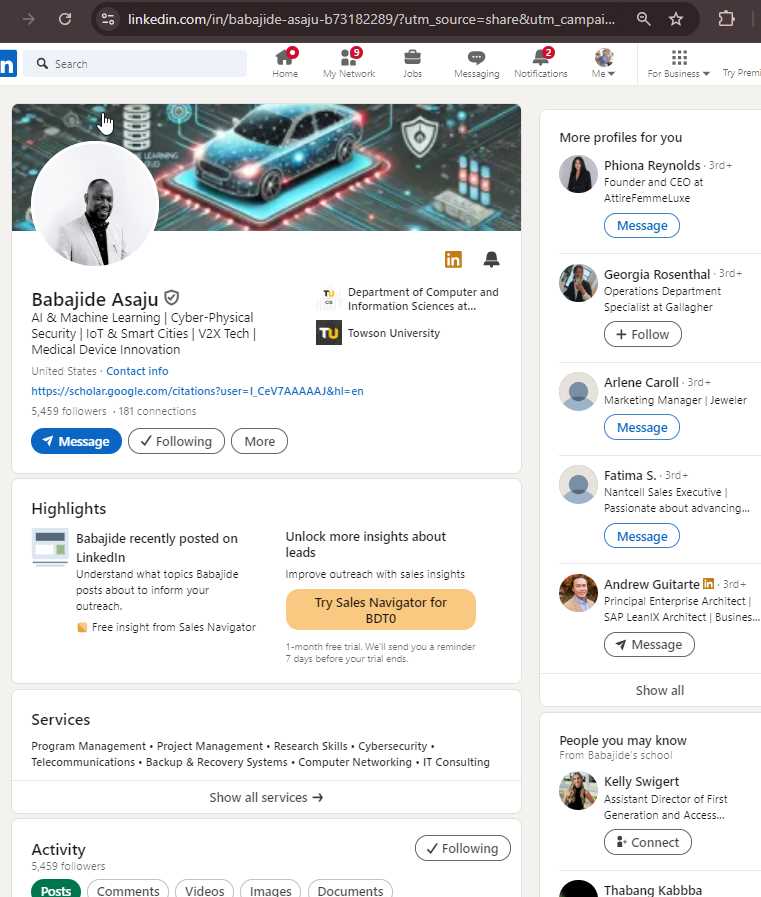 linkedin.com/in/babajide-asaju-b73182289/?utm_source=share&utm_campai...
in
Search
Home
9
My Network
Jobs
Messaging
2
Notifications
Me
For Business
Try Premi
Babajide Asaju
AI & Machine Learning | Cyber-Physical
Security | IoT & Smart Cities | V2X Tech |
Medical Device Innovation
United States · Contact info
https://scholar.google.com/citations?user=I_CeV7AAAAAJ&hl=en
5,459 followers · 181 connections
Message
Following
More
in
TU
Department of Computer and
Information Sciences at...
TU
Towson University
Highlights
Babajide recently posted on
LinkedIn
Understand what topics Babajide
posts about to inform your
outreach.
Free insight from Sales Navigator
Unlock more insights about
leads
Improve outreach with sales insights
Try Sales Navigator for
BDT0
1-month free trial. We'll send you a reminder
7 days before your trial ends.
Services
Program Management • Project Management • Research Skills • Cybersecurity •
Telecommunications • Backup & Recovery Systems • Computer Networking • IT Consulting
Show all services →
Activity
5,459 followers
Following
Posts
Comments
Videos
Images
Documents
More profiles for you
Phiona Reynolds · 3rd+
Founder and CEO at
AttireFemmeLuxe
Message
Georgia Rosenthal · 3rd+
Operations Department
Specialist at Gallagher
+ Follow
Arlene Caroll · 3rd+
Marketing Manager | Jeweler
Message
Fatima S. · 3rd+
Nantcell Sales Executive |
Passionate about advancing...
Message
Andrew Guitarte in · 3rd+
Principal Enterprise Architect |
SAP LeanIX Architect | Busines...
Message
Show all
People you may know
From Babajide's school
Kelly Swigert
Assistant Director of First
Generation and Access...
Connect
Thabang Kabbba